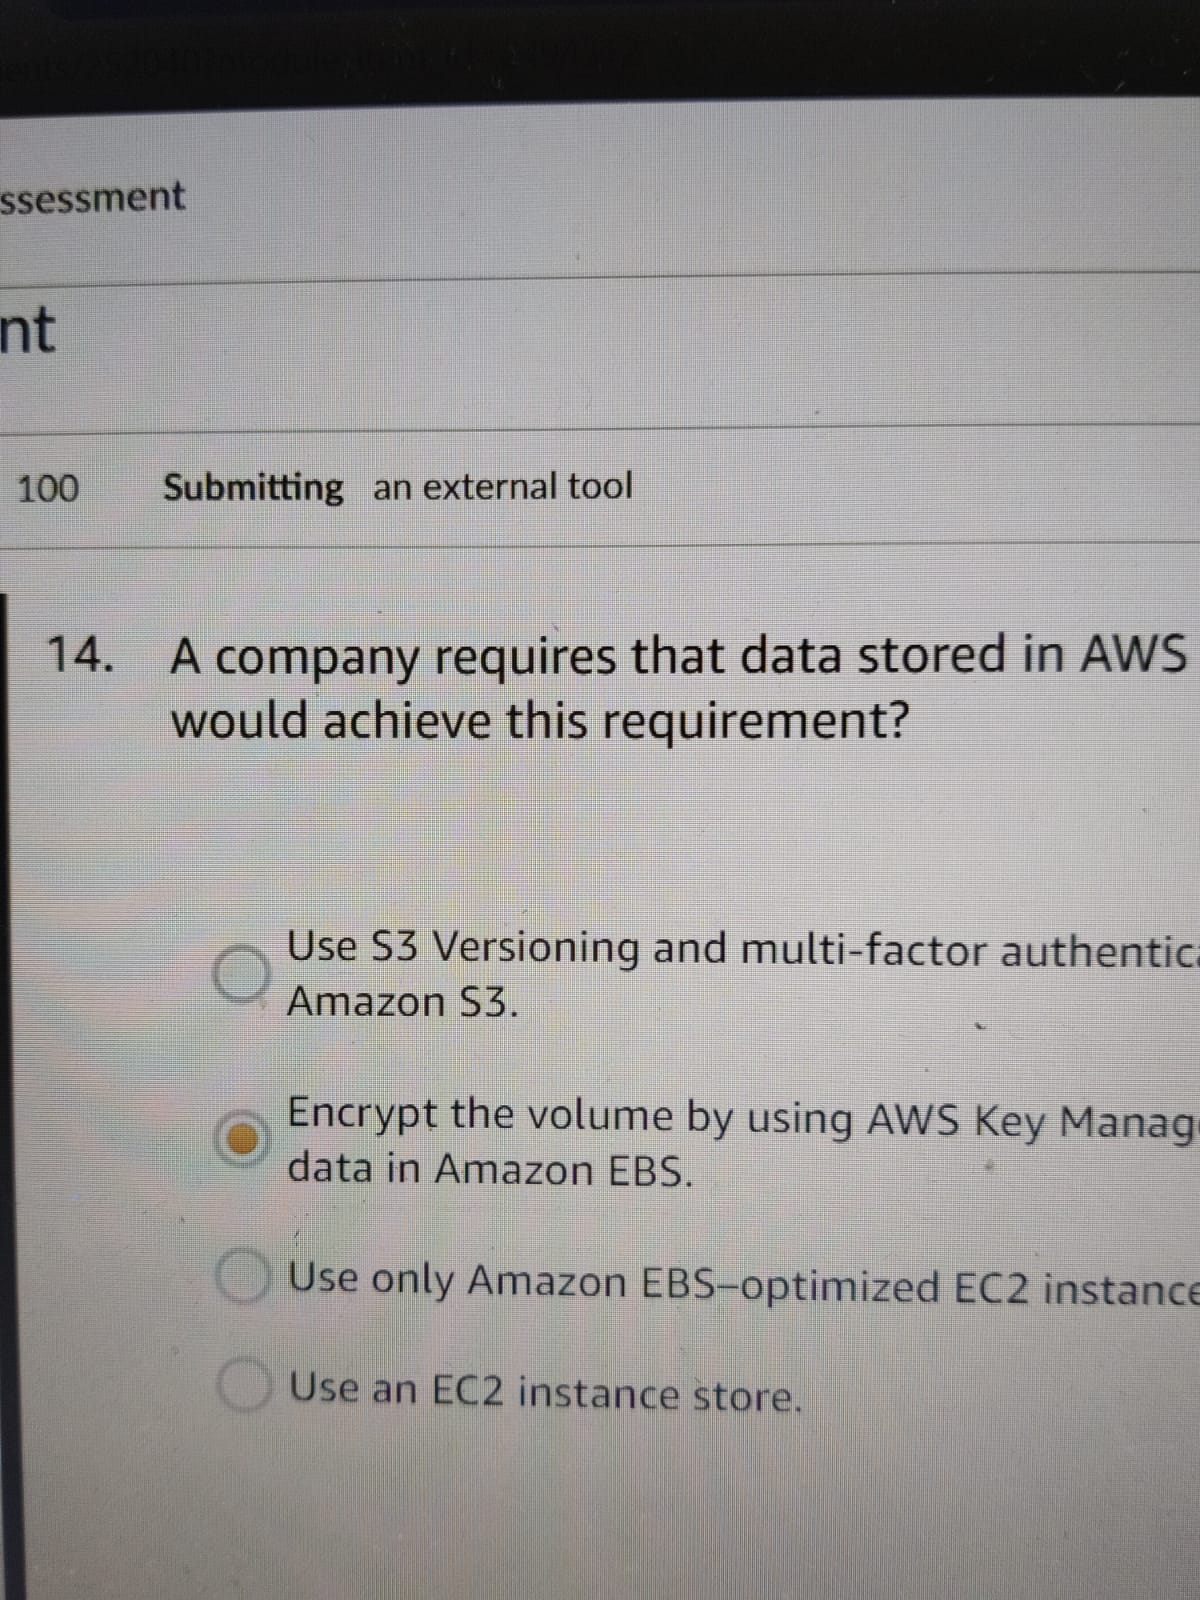 ssessment
nt
100 Submitting an external tool
14. A company requires that data stored in AWS
would achieve this requirement?
Use S3 Versioning and multi-factor authentica
Amazon S3.
Encrypt the volume by using AWS Key Manag
data in Amazon EBS.
Use only Amazon EBS–optimized EC2 instance
Use an EC2 instance store.